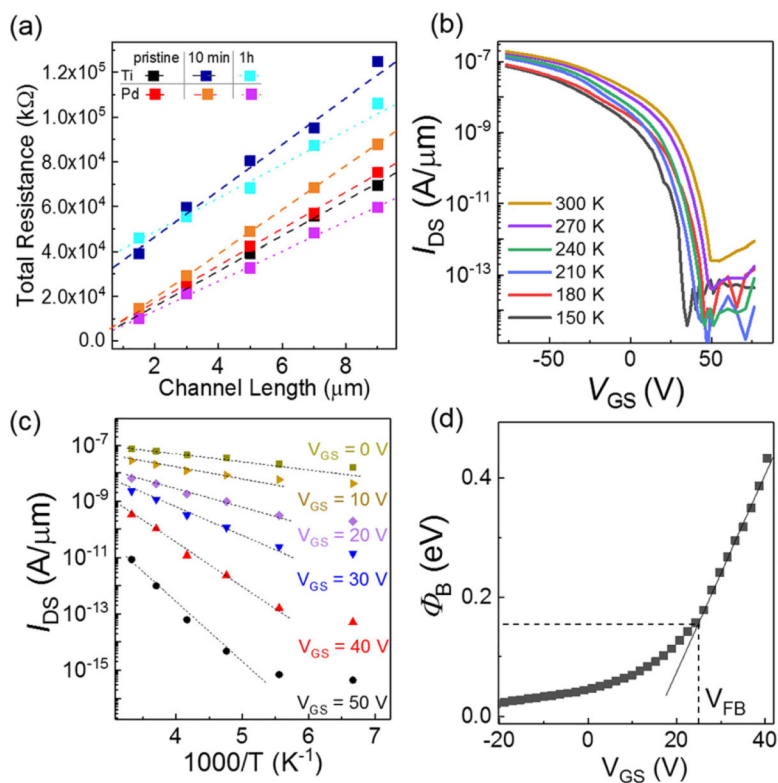 (a)
pristine 10 min 1h
Ti
Pd
1.2x10⁵
1.0x10⁵
8.0x10⁴
6.0x10⁴
4.0x10⁴
2.0x10⁴
0.0
Total Resistance (kΩ)
2 4 6 8
Channel Length (μm)
(b)
10⁻⁷
10⁻⁹
10⁻¹¹
10⁻¹³
I_DS (A/μm)
300 K
270 K
240 K
210 K
180 K
150 K
-50 0 50
V_GS (V)
(c)
10⁻⁷
10⁻⁹
10⁻¹¹
10⁻¹³
10⁻¹⁵
I_DS (A/μm)
V_GS = 0 V
V_GS = 10 V
V_GS = 20 V
V_GS = 30 V
V_GS = 40 V
V_GS = 50 V
4 5 6 7
1000/T (K⁻¹)
(d)
0.4
0.2
0.0
Φ_B (eV)
V_FB
-20 0 20 40
V_GS (V)